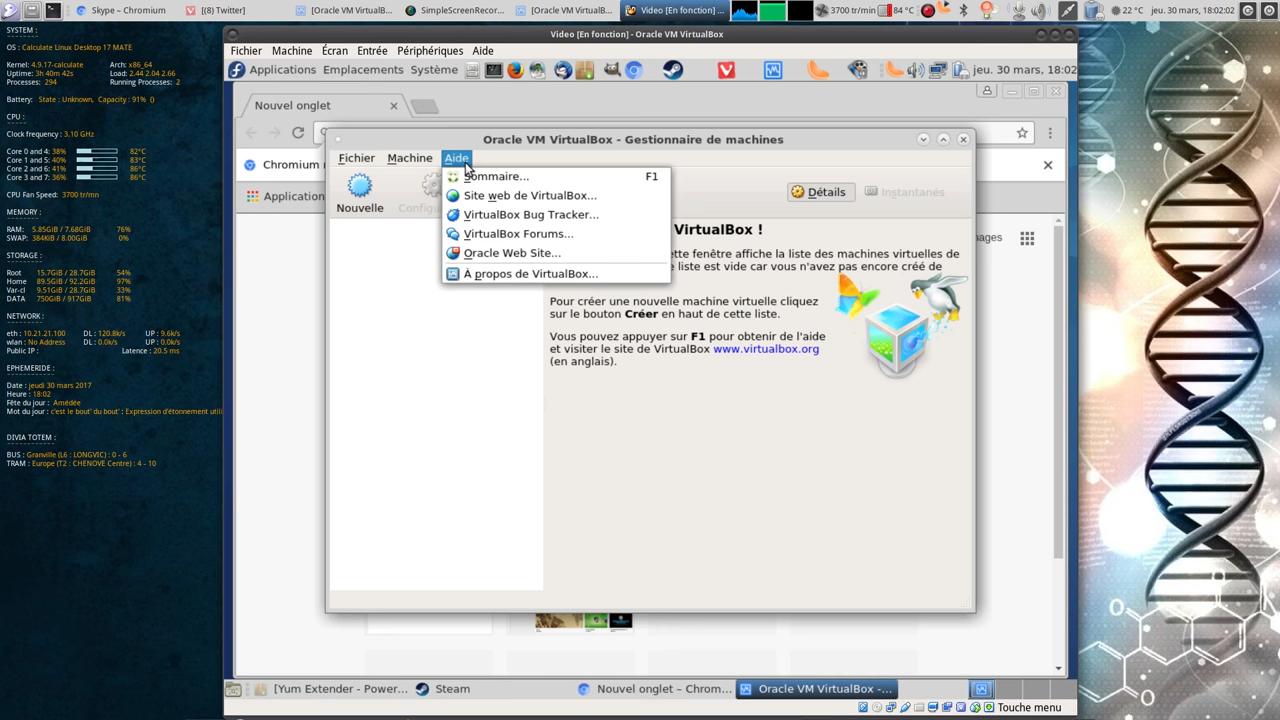 Skype ~ Chromium
[(8) Twitter]
[Oracle VM VirtualB...
SimpleScreenRecord...
[Oracle VM VirtualB...
Video [En fonction] - ...
3700 tr/min
84 °C
22 °C
jeu. 30 mars, 18:02:02
SYSTEM :
OS : Calculate Linux Desktop 17 MATE
Kernel: 4.9.17-calculate Arch: x86_64
Uptime: 3h 40m 42s Load: 2.44 2.04 2.66
Processes: 294 Running Processes: 2
Battery: State : Unknown, Capacity : 91% ()
CPU :
Clock frequency : 3.10 GHz
Core 0 and 4: 38% 82°C
Core 1 and 5: 40% 83°C
Core 2 and 6: 41% 86°C
Core 3 and 7: 36% 86°C
CPU Fan Speed: 3700 tr/mn
MEMORY :
RAM: 5.85GiB / 7.68GiB 76%
SWAP: 384KiB / 8.00GiB 0%
Root 15.7GiB / 28.7GiB 54%
Home 89.5GiB / 92.2GiB 97%
Var-cl 9.51GiB / 28.7GiB 33%
DATA 750GiB / 917GiB 81%
NETWORK :
eth : 10.21.21.100 DL : 120.8k/s UP : 9.6k/s
wlan : No Address DL : 0.0k/s UP : 0.0k/s
Public IP : Latence : 20.5 ms
EPHEMERIDE :
Date : jeudi 30 mars 2017
Heure : 18:02
Fête du jour : Amédée
Mot du jour : c'est le bout' du bout' : Expression d'étonnement utili
DIVIA TOTEM :
BUS : Granville (L6 : LONGVIC) : 0 - 6
TRAM : Europe (T2 : CHENOVE Centre) : 4 - 10
Video [En fonction] - Oracle VM VirtualBox
Fichier Machine Écran Entrée Périphériques Aide
Applications Emplacements Système
jeu. 30 mars, 18:02
Nouvel onglet
Oracle VM VirtualBox - Gestionnaire de machines
Fichier Machine Aide
Chromium
Application
Nouvelle
Configu
Sommaire... F1
Site web de VirtualBox...
VirtualBox Bug Tracker...
VirtualBox Forums...
Oracle Web Site...
À propos de VirtualBox...
Détails
Instantanés
ages
VirtualBox !
tte fenêtre affiche la liste des machines virtuelles de
e liste est vide car vous n'avez pas encore créé de
Pour créer une nouvelle machine virtuelle cliquez
sur le bouton Créer en haut de cette liste.
Vous pouvez appuyer sur F1 pour obtenir de l'aide
et visiter le site de VirtualBox www.virtualbox.org
(en anglais).
[Yum Extender - Power...
Steam
Nouvel onglet – Chrom...
Oracle VM VirtualBox -...
Touche menu